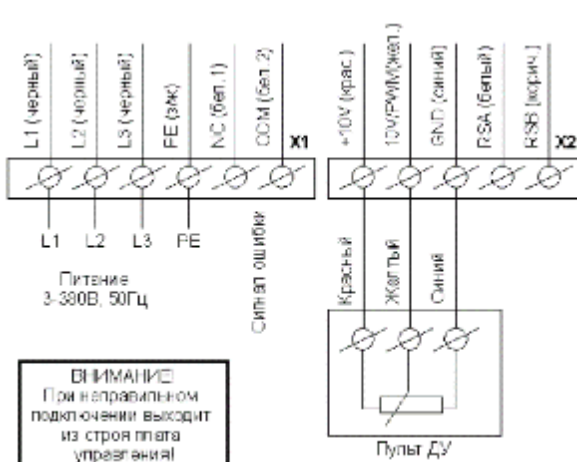 L1 (черный)
L2 (черный)
L3 (черный)
PE (з/ж)
NC (бел. 1)
COM (бел. 2)
X1
+10V (крас.)
10V/PWM(жел.)
GND (синий)
RSA (белый)
RSB (корич.)
X2
L1 L2 L3 PE
Питание
3~380В, 50Гц
Сигнал ошибки
Красный
Желтый
Синий
ВНИМАНИЕ!
При неправильном
подключении выходит
из строя плата
управления!
Пульт ДУ